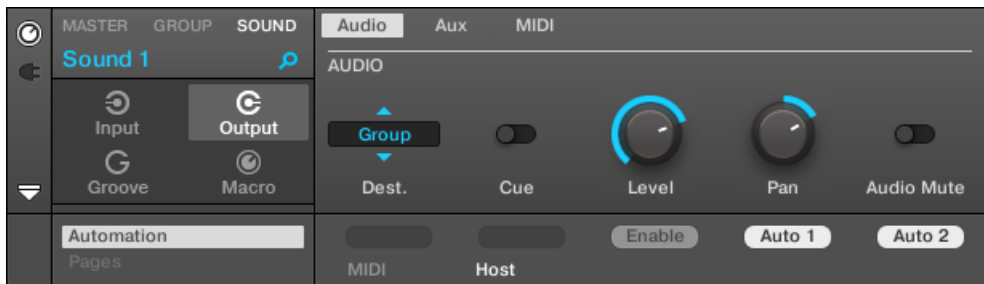 MASTER GROUP SOUND
Sound 1
Input Output
Groove Macro
Automation
Pages
Audio Aux MIDI
AUDIO
Group
Dest. Cue Level Pan Audio Mute
Enable Auto 1 Auto 2
MIDI Host